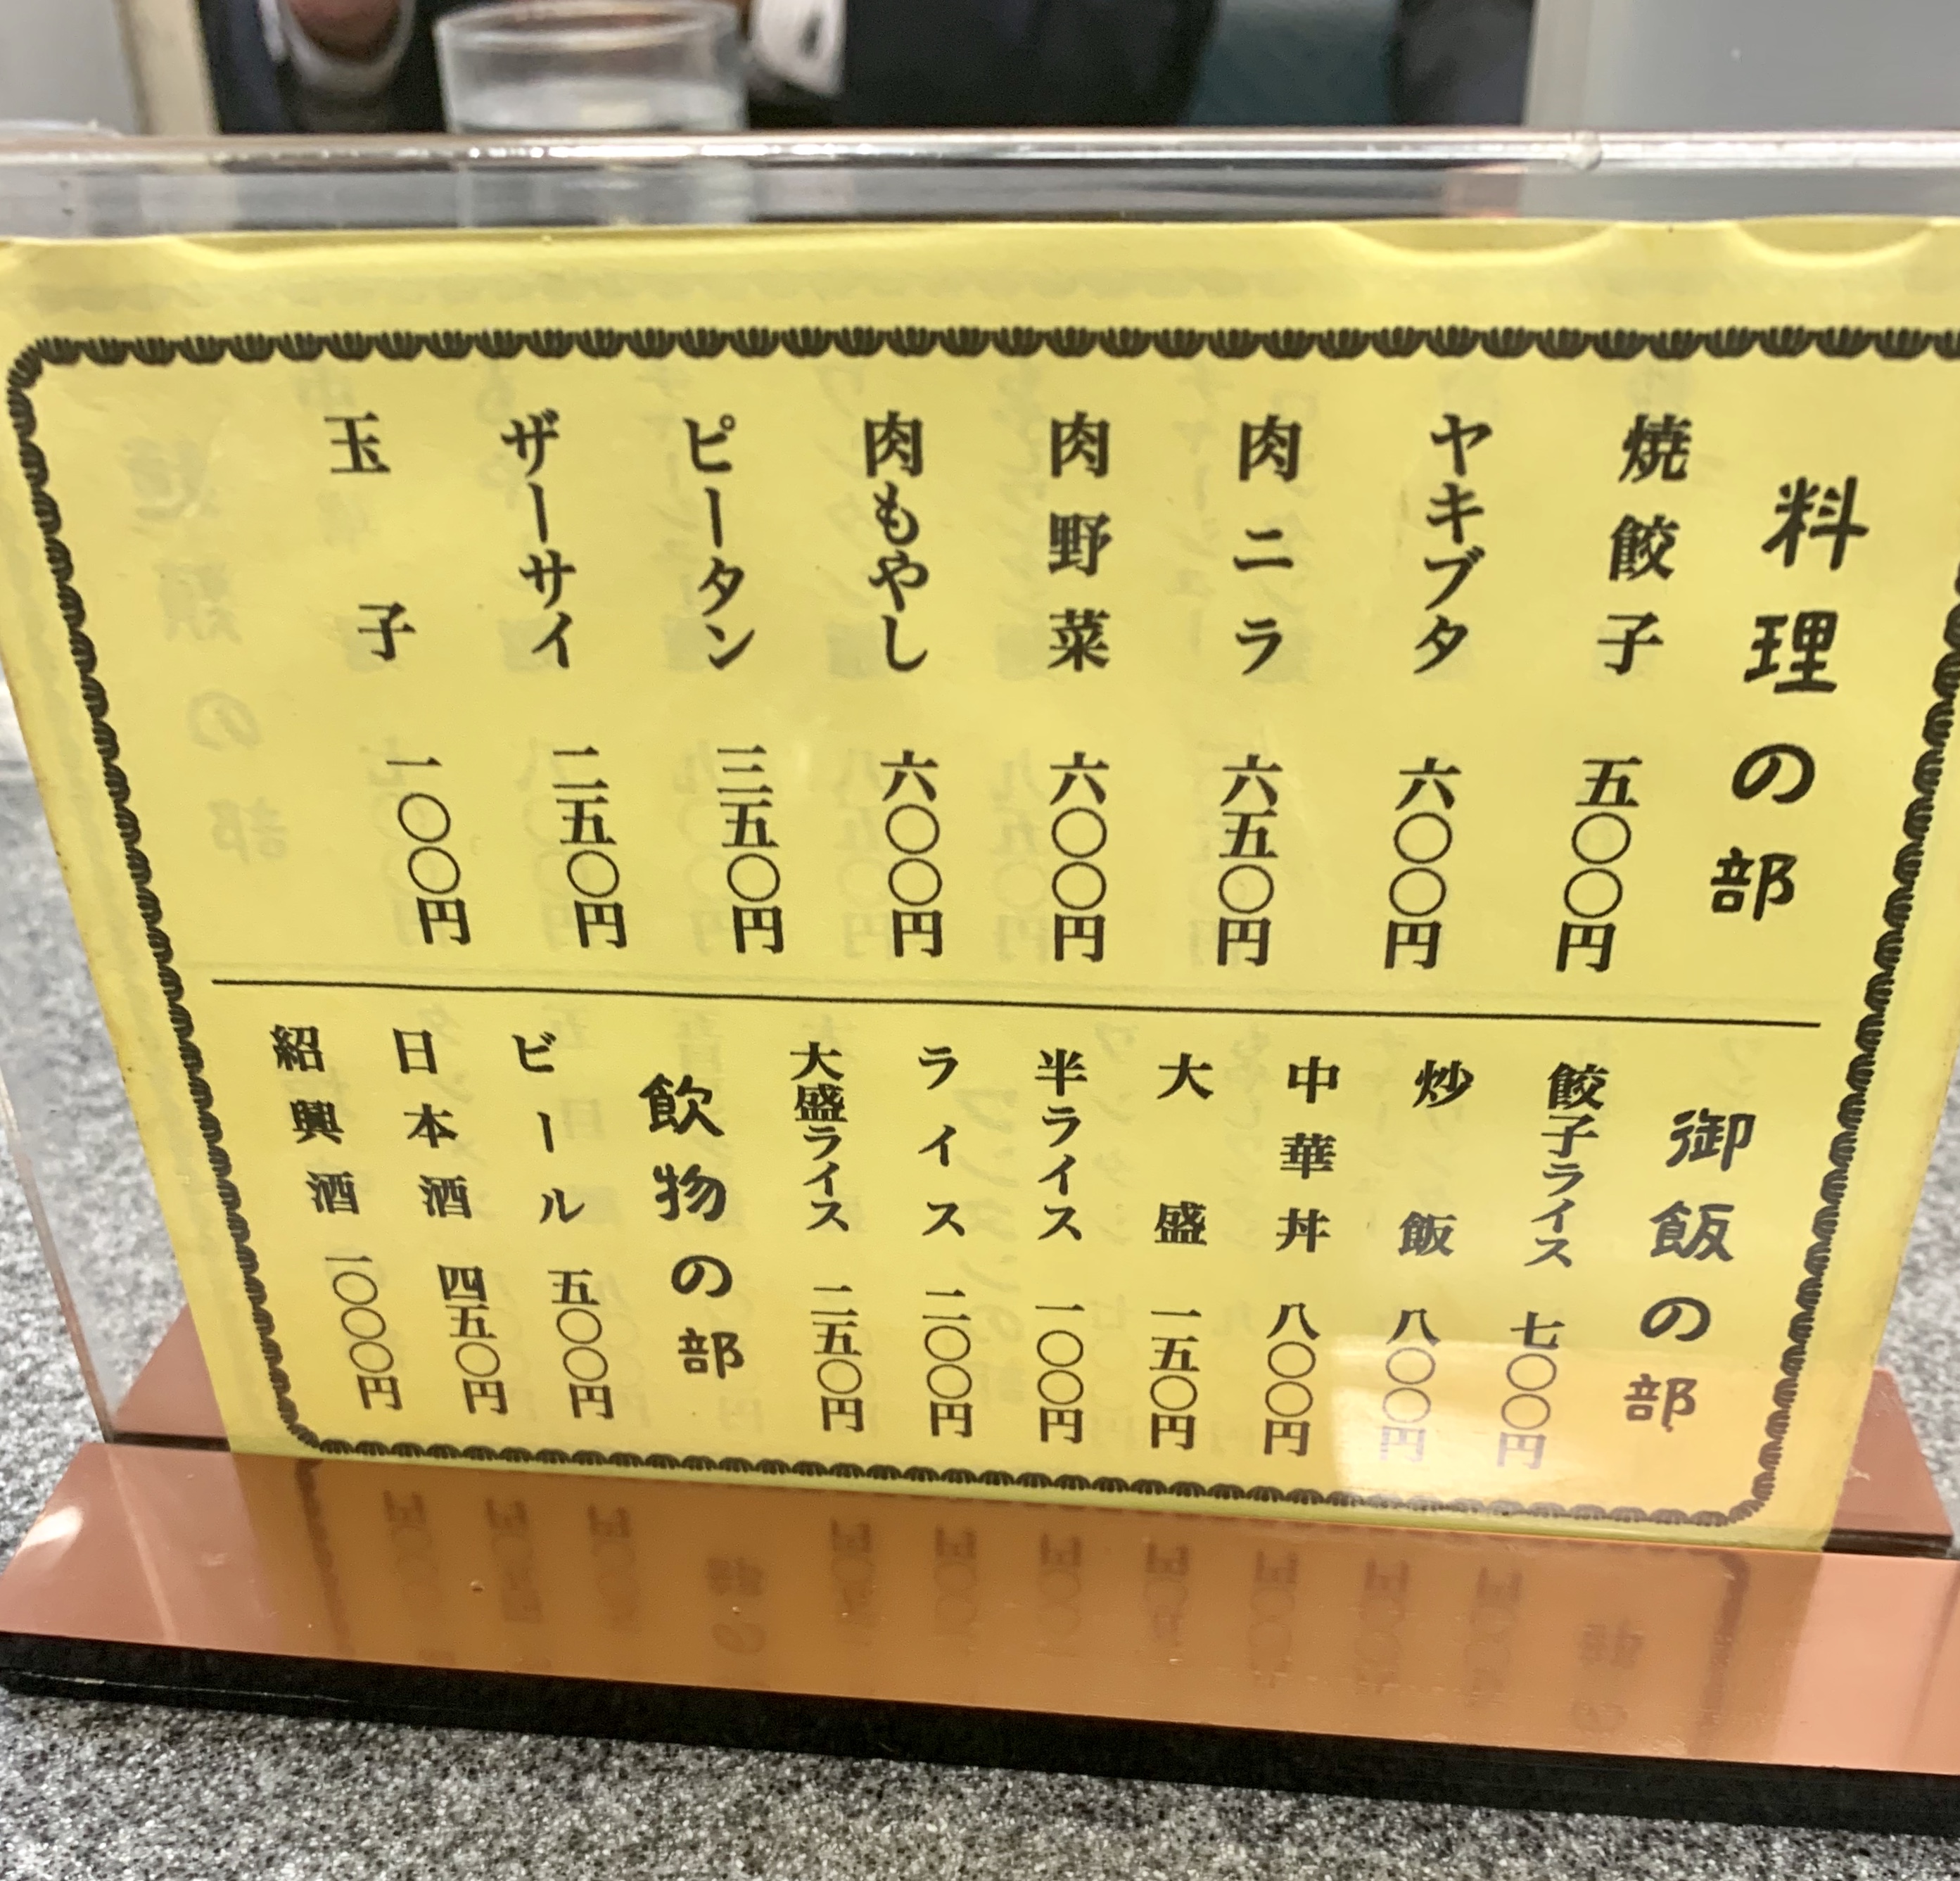 料理の部
焼餃子 五〇〇円
ヤキブタ 六〇〇円
肉ニラ 六五〇円
肉野菜 六〇〇円
肉もやし 六〇〇円
ピータン 三五〇円
ザーサイ 二五〇円
玉子 一〇〇円
御飯の部
餃子ライス 七〇〇円
炒飯 八〇〇円
中華丼 八〇〇円
大盛 一五〇円
半ライス 一〇〇円
ライス 二〇〇円
大盛ライス 二五〇円
飲物の部
ビール 五〇〇円
日本酒 四五〇円
紹興酒 一〇〇〇円